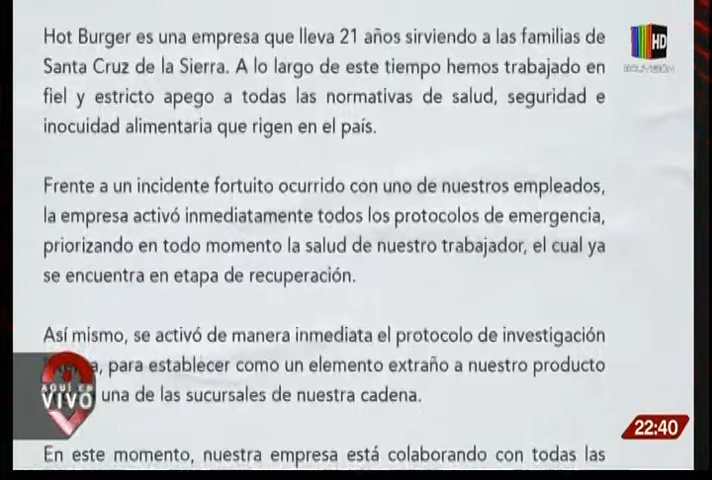 Hot Burger es una empresa que lleva 21 años sirviendo a las familias de
Santa Cruz de la Sierra. A lo largo de este tiempo hemos trabajado en
fiel y estricto apego a todas las normativas de salud, seguridad e
inocuidad alimentaria que rigen en el país.
Frente a un incidente fortuito ocurrido con uno de nuestros empleados,
la empresa activó inmediatamente todos los protocolos de emergencia,
priorizando en todo momento la salud de nuestro trabajador, el cual ya
se encuentra en etapa de recuperación.
Así mismo, se activó de manera inmediata el protocolo de investigación
para establecer como un elemento extraño a nuestro producto
una de las sucursales de nuestra cadena.
En este momento, nuestra empresa está colaborando con todas las
HD
BOLIVISIÓN
AQUÍ EN
VIVO
22:40